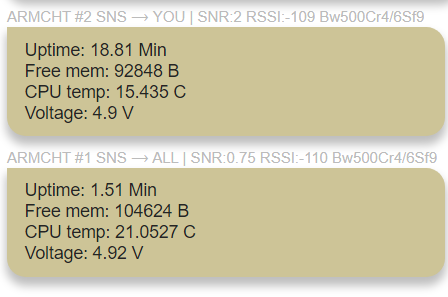 ARMCHT #2 SNS → YOU | SNR:2 RSSI:-109 Bw500Cr4/6Sf9
Uptime: 18.81 Min
Free mem: 92848 B
CPU temp: 15.435 C
Voltage: 4.9 V
ARMCHT #1 SNS → ALL | SNR:0.75 RSSI:-110 Bw500Cr4/6Sf9
Uptime: 1.51 Min
Free mem: 104624 B
CPU temp: 21.0527 C
Voltage: 4.92 V